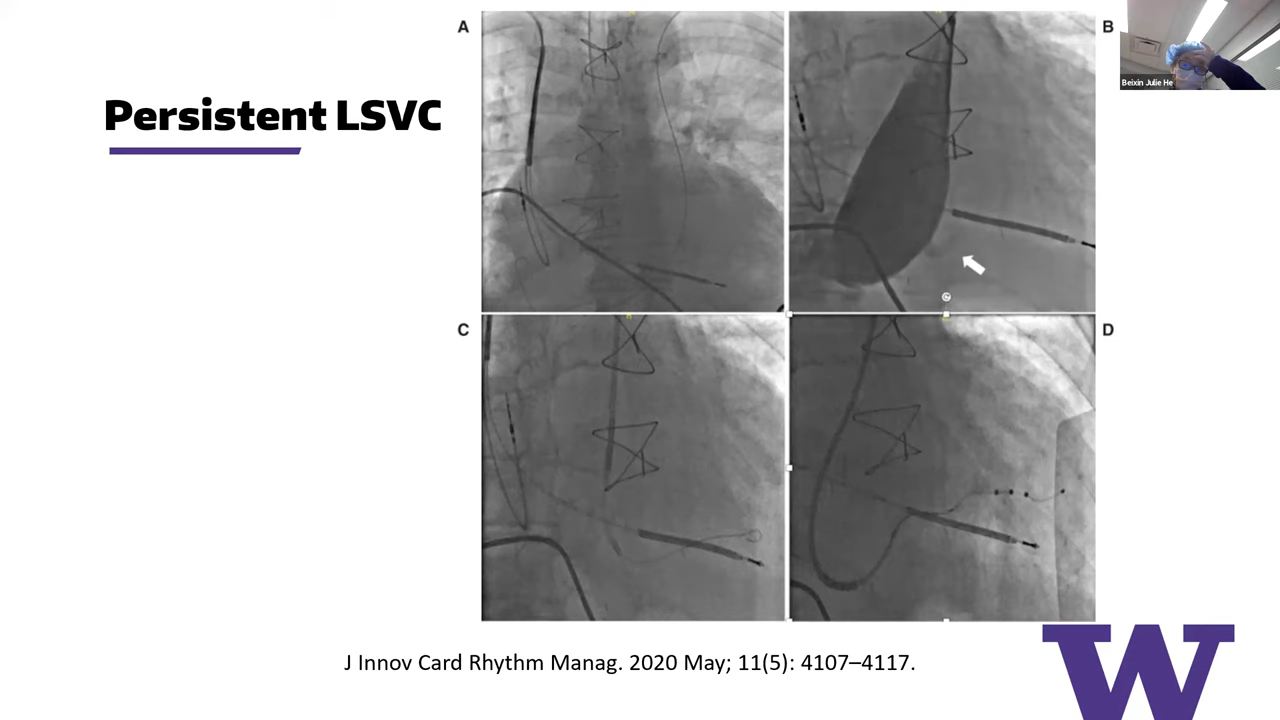 Persistent LSVC
A
B
C
D
Beixin Julie He
J Innov Card Rhythm Manag. 2020 May; 11(5): 4107–4117.
W